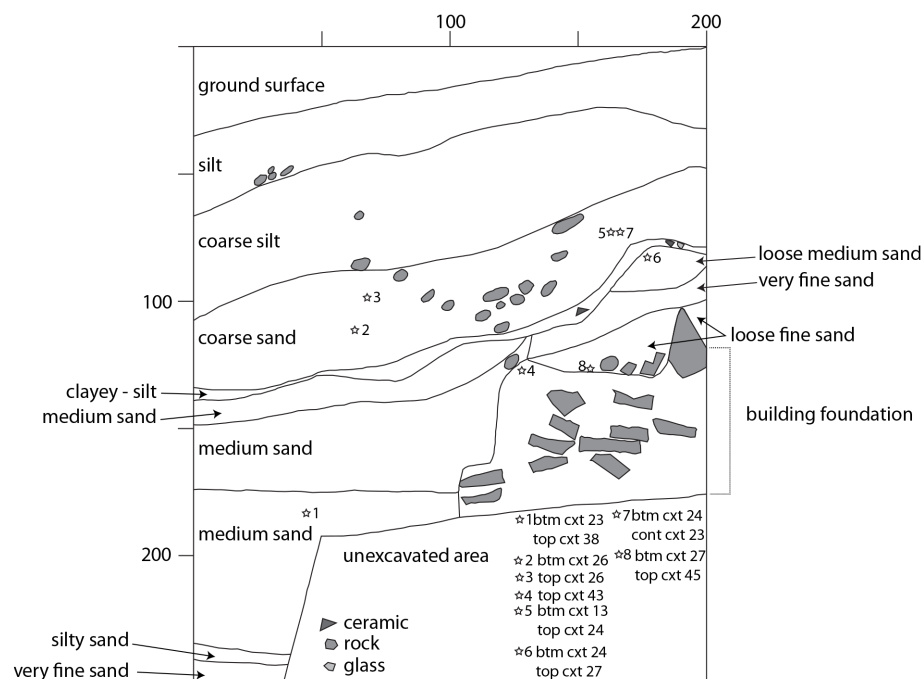 100 200
ground surface
silt
coarse silt
5☆☆7
☆6
loose medium sand
very fine sand
100
☆3
coarse sand
☆2
loose fine sand
8☆
☆4
clayey - silt
medium sand
building foundation
medium sand
☆1
medium sand
200
unexcavated area
☆1btm cxt 23
top cxt 38
☆2 btm cxt 26
☆3 top cxt 26
☆4 top cxt 43
☆5 btm cxt 13
top cxt 24
☆6 btm cxt 24
top cxt 27
☆7btm cxt 24
cont cxt 23
☆8 btm cxt 27
top cxt 45
ceramic
rock
glass
silty sand
very fine sand